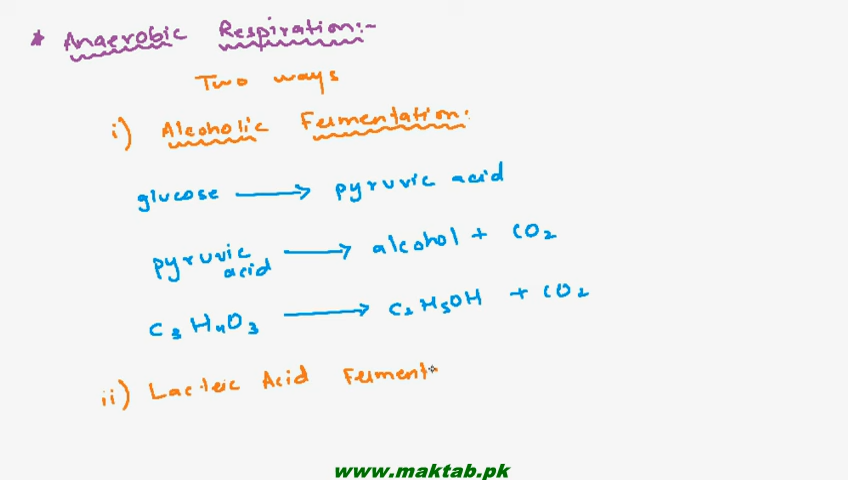 * Anaerobic Respiration:-
Two ways
i) Alcoholic Fermentation:
glucose ⟶ pyruvic acid
pyruvic acid ⟶ alcohol + CO₂
C₃H₄O₃ ⟶ C₂H₅OH + CO₂
ii) Lacteic Acid Ferment
www.maktab.pk